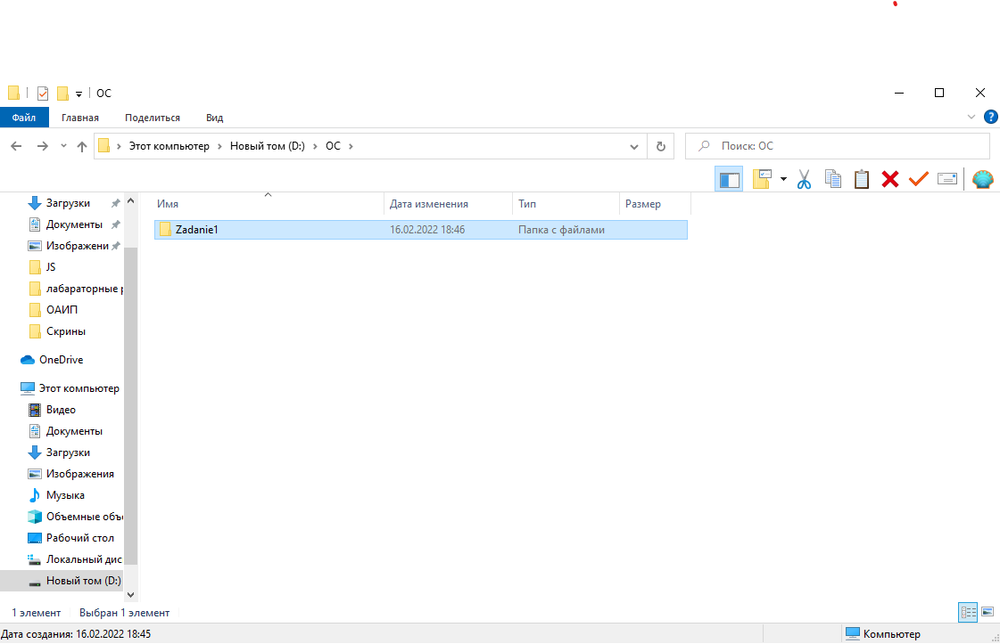 ОС
Файл Главная Поделиться Вид
Этот компьютер Новый том (D:) ОС Поиск: ОС
Имя Дата изменения Тип Размер
Zadanie1 16.02.2022 18:46 Папка с файлами
Загрузки
Документы
Изображени
JS
лабараторные р
ОАИП
Скрины
OneDrive
Этот компьютер
Видео
Документы
Загрузки
Изображения
Музыка
Объемные объе
Рабочий стол
Локальный дис
Новый том (D:)
1 элемент Выбран 1 элемент
Дата создания: 16.02.2022 18:45 Компьютер